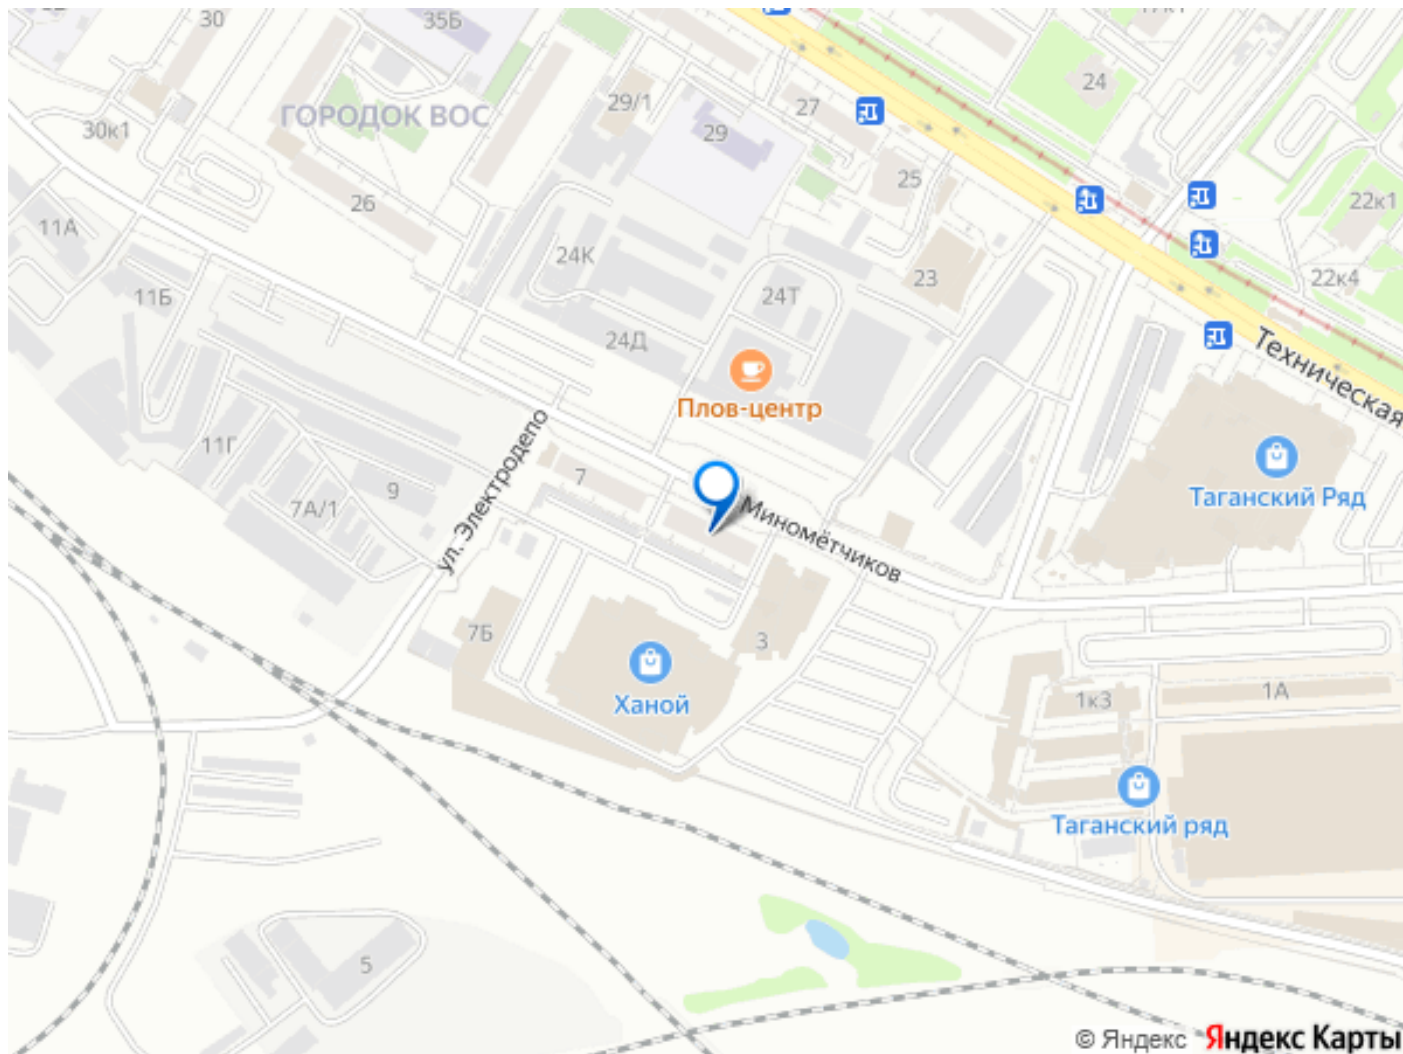 30
35Б
24
27
29/1
29
ГОРОДОК ВОС
30к1
25
26
22к1
11А
24К
23
22к4
11Б
24Т
24Д
Техническая
Плов-центр
11Г
ул. Электродепо
7
9
7А/1
Таганский Ряд
Миномётчиков
7Б
3
Ханой
1к3
1А
Таганский ряд
5
© Яндекс Яндекс Карты